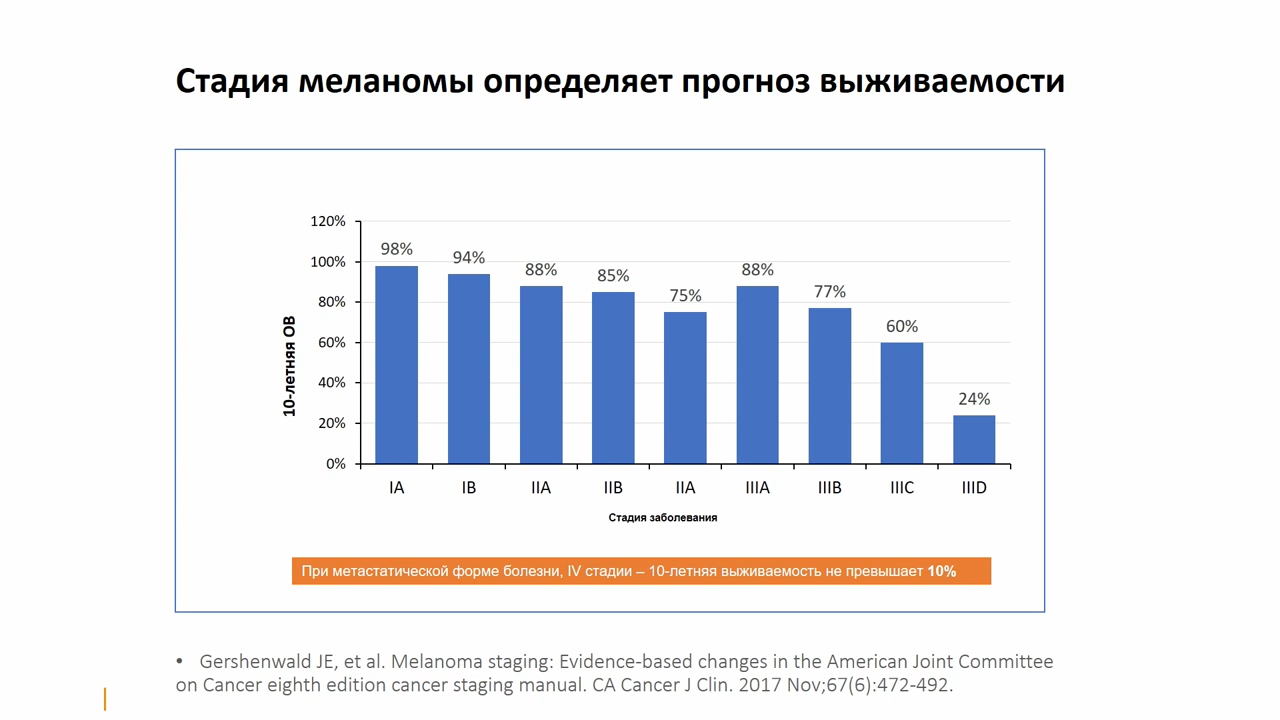 Стадия меланомы определяет прогноз выживаемости
120%
100%
80%
60%
40%
20%
0%
10-летняя ОВ
98%
94%
88%
85%
75%
88%
77%
60%
24%
IA
IB
IIA
IIB
IIA
IIIA
IIIB
IIIC
IIID
Стадия заболевания
При метастатической форме болезни, IV стадии – 10-летняя выживаемость не превышает 10%
• Gershenwald JE, et al. Melanoma staging: Evidence-based changes in the American Joint Committee
on Cancer eighth edition cancer staging manual. CA Cancer J Clin. 2017 Nov;67(6):472-492.